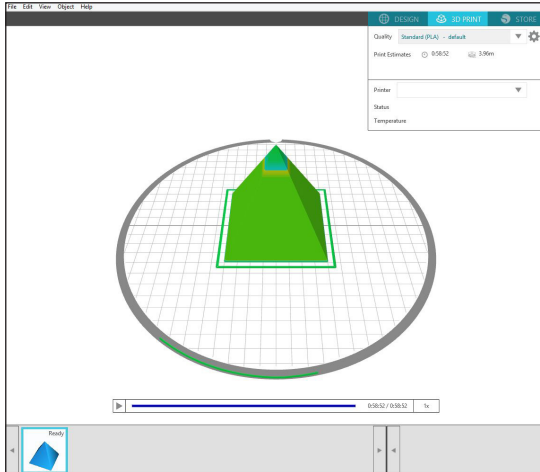 File Edit View Object Help
DESIGN 3D PRINT STORE
Quality Standard (PLA) - default
Print Estimates 0:58:52 3.96m
Printer
Status
Temperature
0:58:52 / 0:58:52 1x
Ready